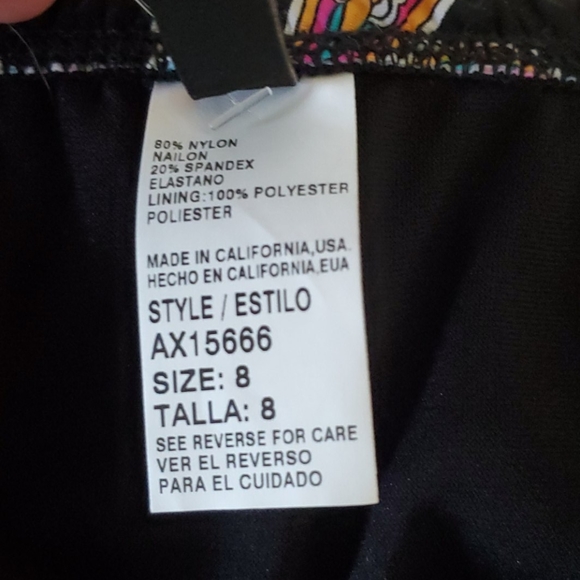 80% NYLON
NAILON
20% SPANDEX
ELASTANO
LINING:100% POLYESTER
POLIESTER
MADE IN CALIFORNIA,USA.
HECHO EN CALIFORNIA,EUA
STYLE / ESTILO
AX15666
SIZE: 8
TALLA: 8
SEE REVERSE FOR CARE
VER EL REVERSO
PARA EL CUIDADO